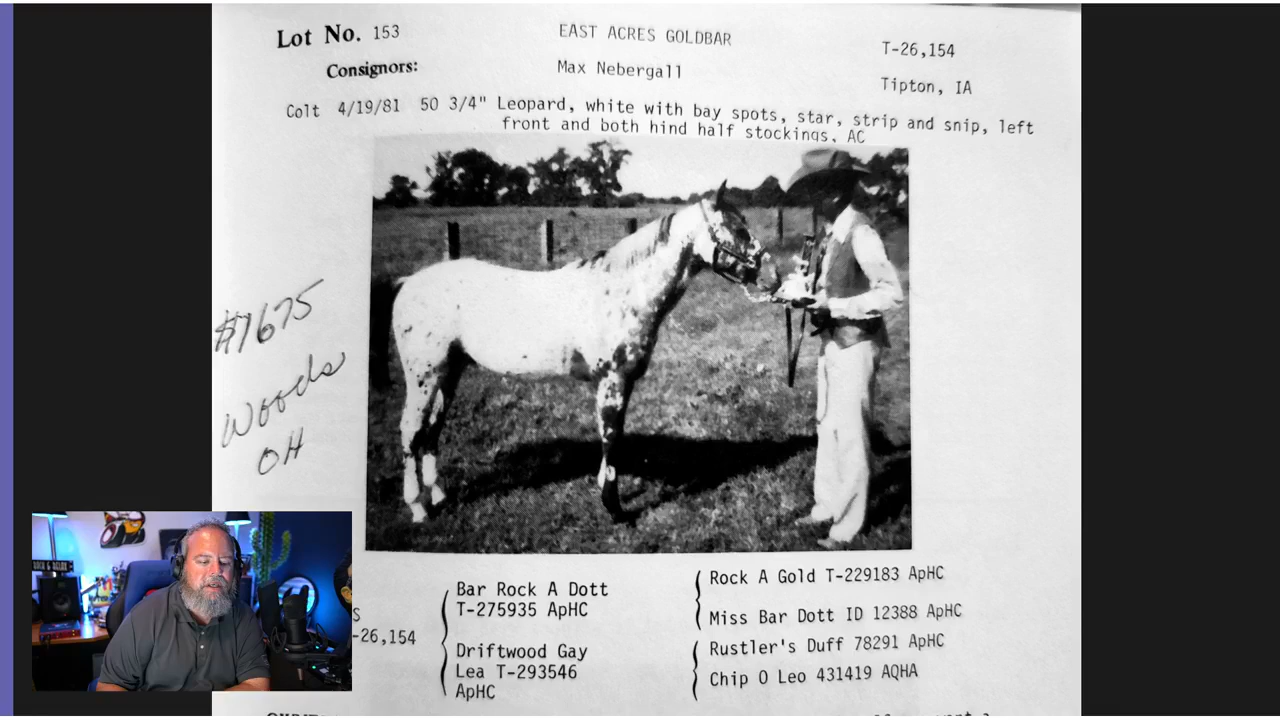 Lot No. 153
EAST ACRES GOLDBAR
T-26,154
Consignors:
Max Nebergall
Tipton, IA
Colt 4/19/81 50 3/4" Leopard, white with bay spots, star, strip and snip, left
front and both hind half stockings, AC
$1675
Woods
OH
ROCK & RELAX
S
-26,154
Bar Rock A Dott
T-275935 ApHC
Driftwood Gay
Lea T-293546
ApHC
Rock A Gold T-229183 ApHC
Miss Bar Dott ID 12388 ApHC
Rustler's Duff 78291 ApHC
Chip O Leo 431419 AQHA